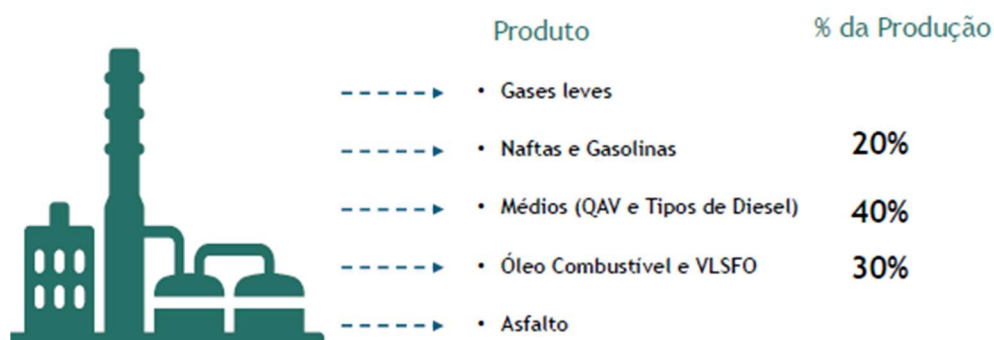 Produto % da Produção
• Gases leves
• Naftas e Gasolinas 20%
• Médios (QAV e Tipos de Diesel) 40%
• Óleo Combustível e VLSFO 30%
• Asfalto